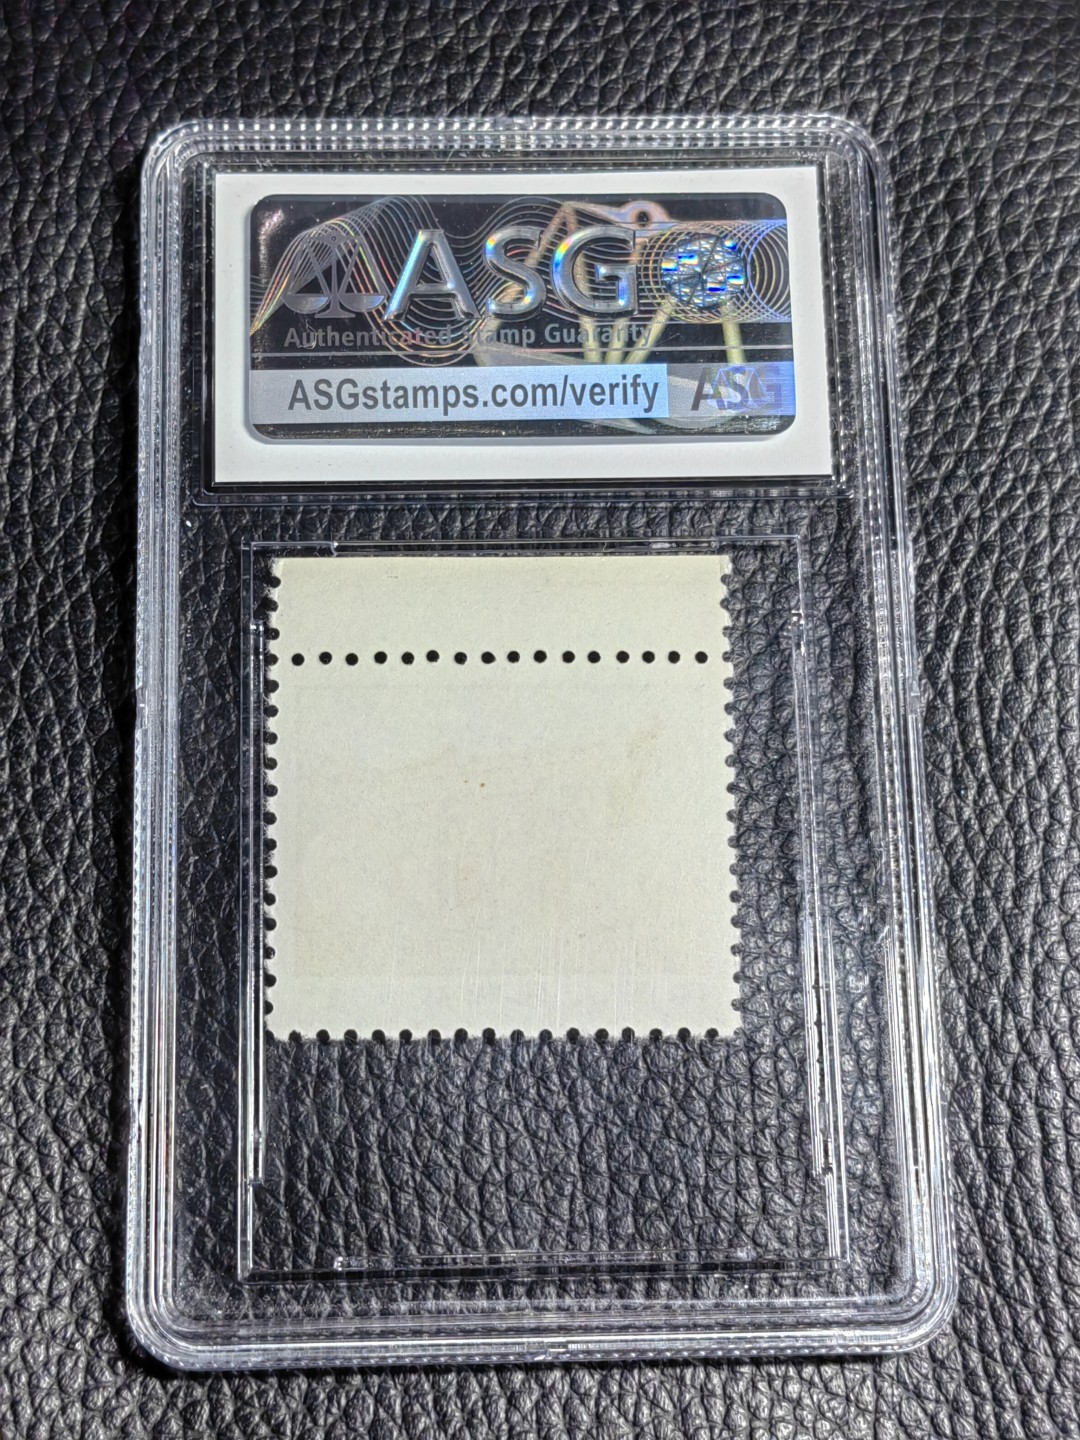 ASG
Authenticated Stamp Guaranty
ASGstamps.com/verify ASG